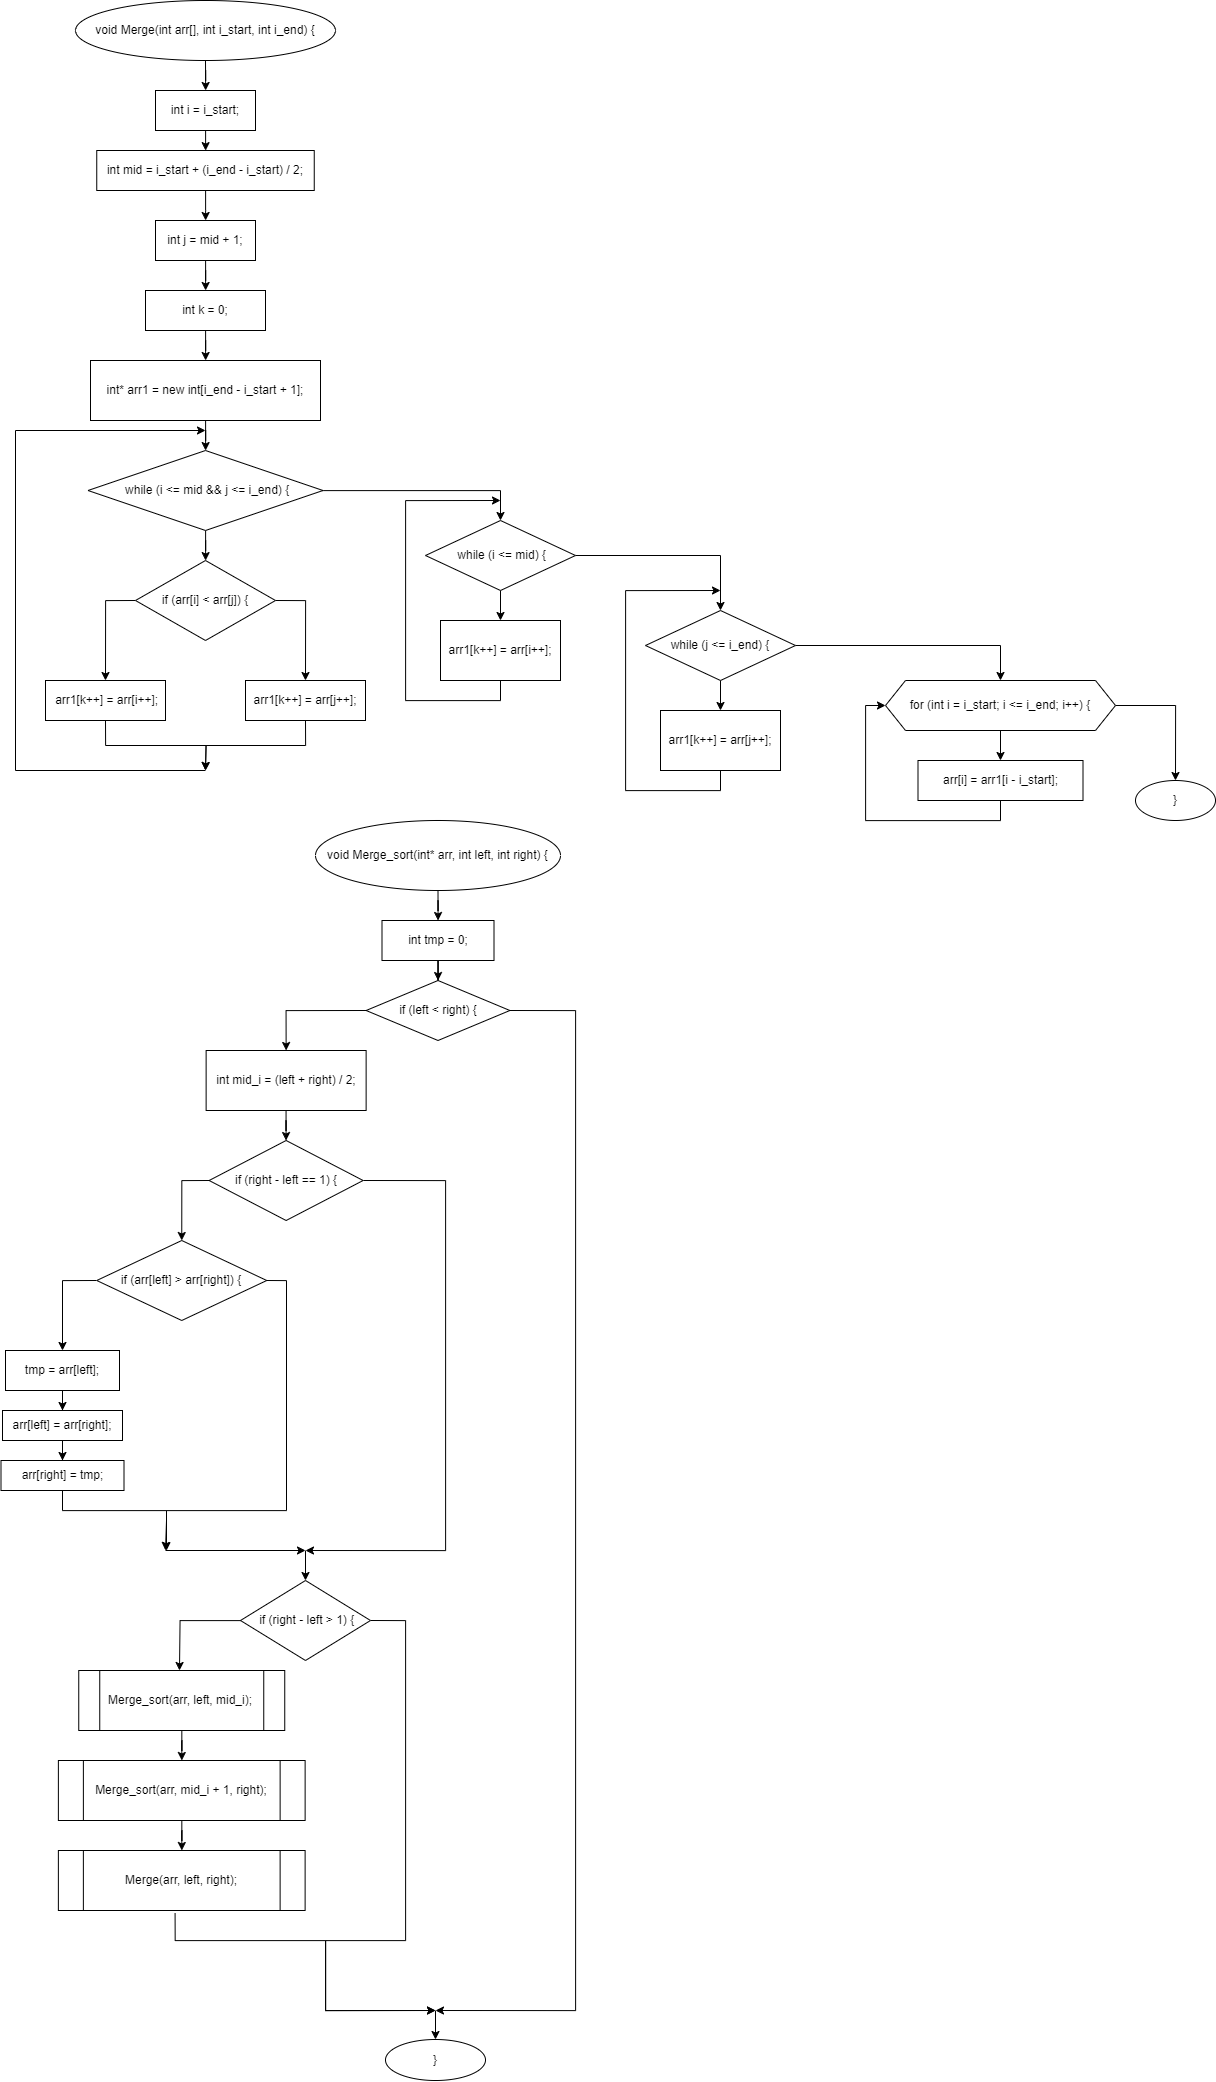 void Merge(int arr[], int i_start, int i_end) {
int i = i_start;
int mid = i_start + (i_end - i_start) / 2;
int j = mid + 1;
int k = 0;
int* arr1 = new int[i_end - i_start + 1];
while (i <= mid && j <= i_end) {
if (arr[i] < arr[j]) {
arr1[k++] = arr[i++];
arr1[k++] = arr[j++];
while (i <= mid) {
arr1[k++] = arr[i++];
while (j <= i_end) {
arr1[k++] = arr[j++];
for (int i = i_start; i <= i_end; i++) {
arr[i] = arr1[i - i_start];
}
void Merge_sort(int* arr, int left, int right) {
int tmp = 0;
if (left < right) {
int mid_i = (left + right) / 2;
if (right - left == 1) {
if (arr[left] > arr[right]) {
tmp = arr[left];
arr[left] = arr[right];
arr[right] = tmp;
if (right - left > 1) {
Merge_sort(arr, left, mid_i);
Merge_sort(arr, mid_i + 1, right);
Merge(arr, left, right);
}